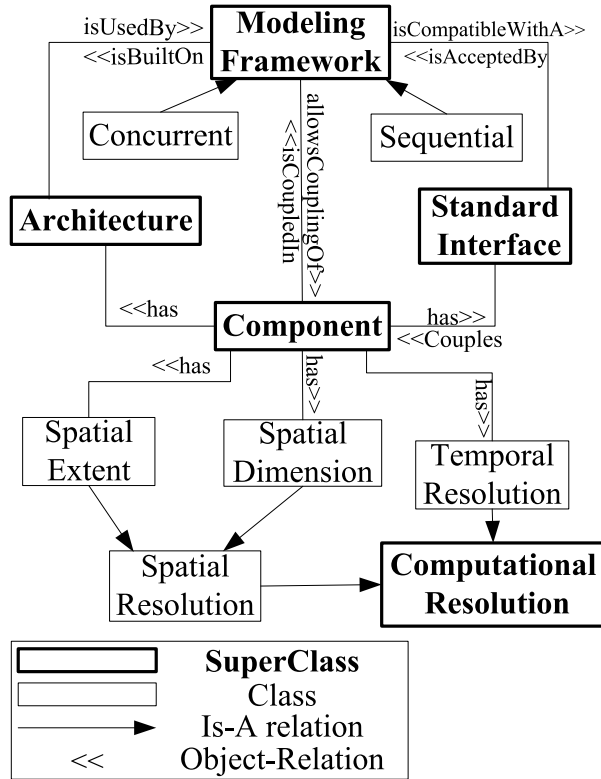 isUsedBy>>
<<isBuiltOn
Modeling
Framework
isCompatibleWithA>>
<<isAcceptedBy
Concurrent
Sequential
allowsCouplingOf>>
<<isCoupledIn
Architecture
Standard
Interface
<<has
Component
has>>
<<Couples
<<has
has>>
has>>
Spatial
Extent
Spatial
Dimension
Temporal
Resolution
Spatial
Resolution
Computational
Resolution
SuperClass
Class
Is-A relation
<< Object-Relation